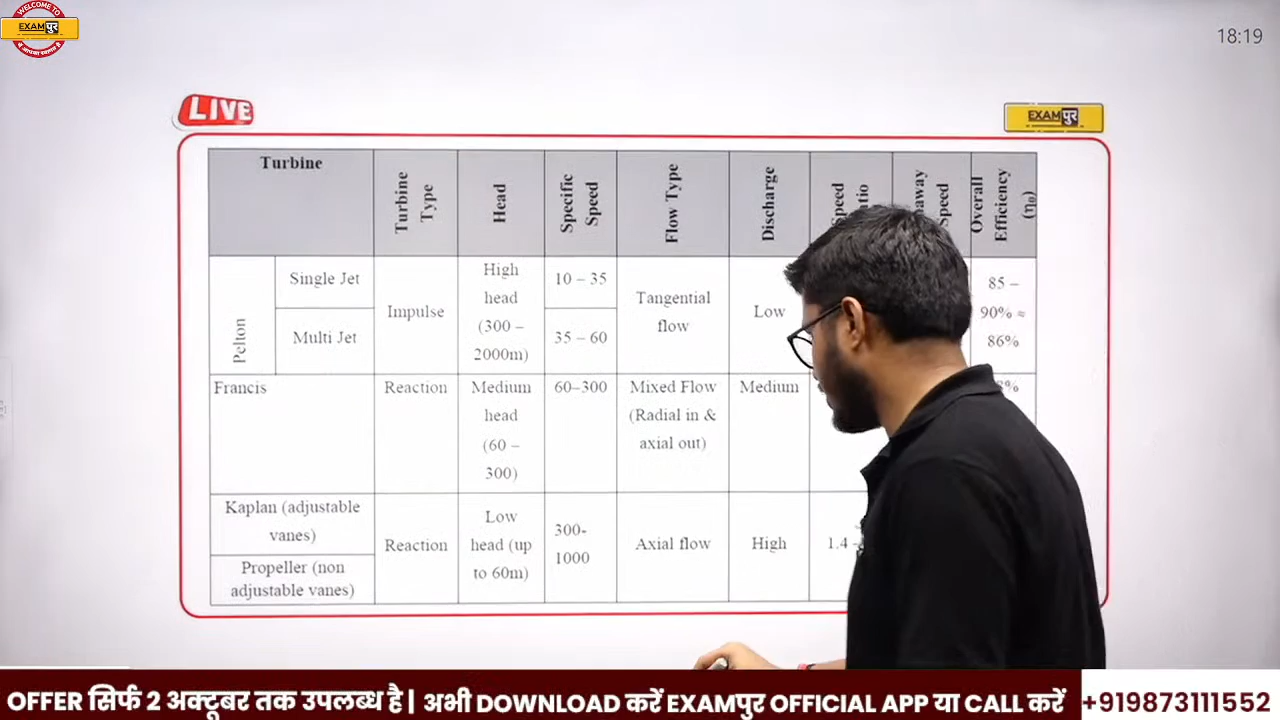 WELCOME TO
EXAMपुर
18:19
LIVE
EXAMपुर
Turbine
Turbine Type
Head
Specific Speed
Flow Type
Discharge
Speed
Speed
Overall Efficiency (η₀)
Pelton
Single Jet
Multi Jet
Impulse
High
head
(300 –
2000m)
10 – 35
35 – 60
Tangential
flow
Low
85 –
90% ≈
86%
Francis
Reaction
Medium
head
(60 –
300)
60–300
Mixed Flow
(Radial in &
axial out)
Medium
Kaplan (adjustable
vanes)
Propeller (non
adjustable vanes)
Reaction
Low
head (up
to 60m)
300-
1000
Axial flow
High
1.4
OFFER सिर्फ 2 अक्टूबर तक उपलब्ध है | अभी DOWNLOAD करें EXAMपुर OFFICIAL APP या CALL करें +919873111552